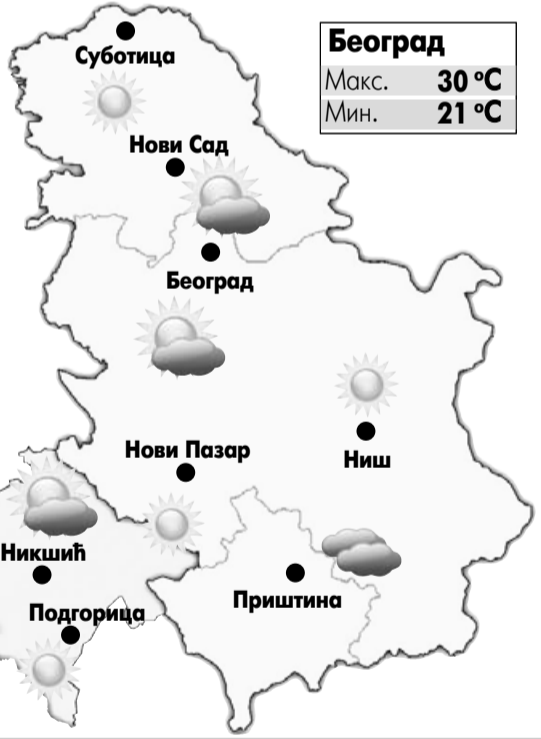 Суботица
Београд
Макс. 30 °C
Мин. 21 °C
Нови Сад
Београд
Нови Пазар
Ниш
Никшић
Приштина
Подгорица